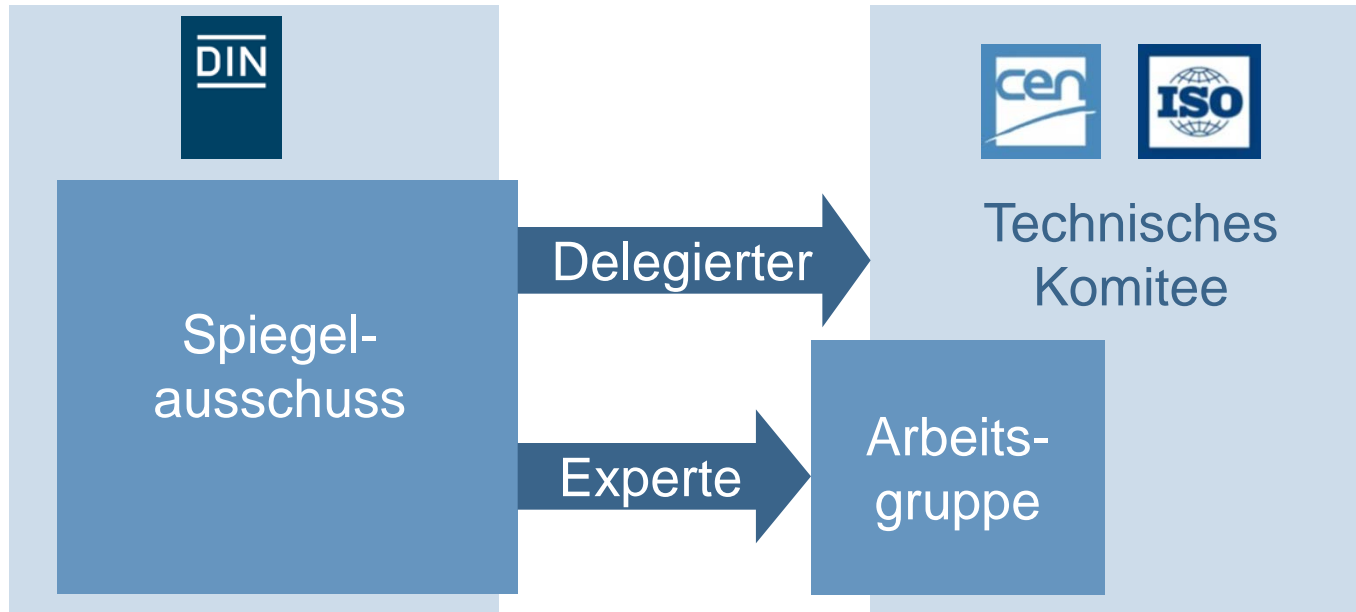 DIN
cen
ISO
Technisches
Komitee
Delegierter
Spiegel-
ausschuss
Arbeits-
gruppe
Experte